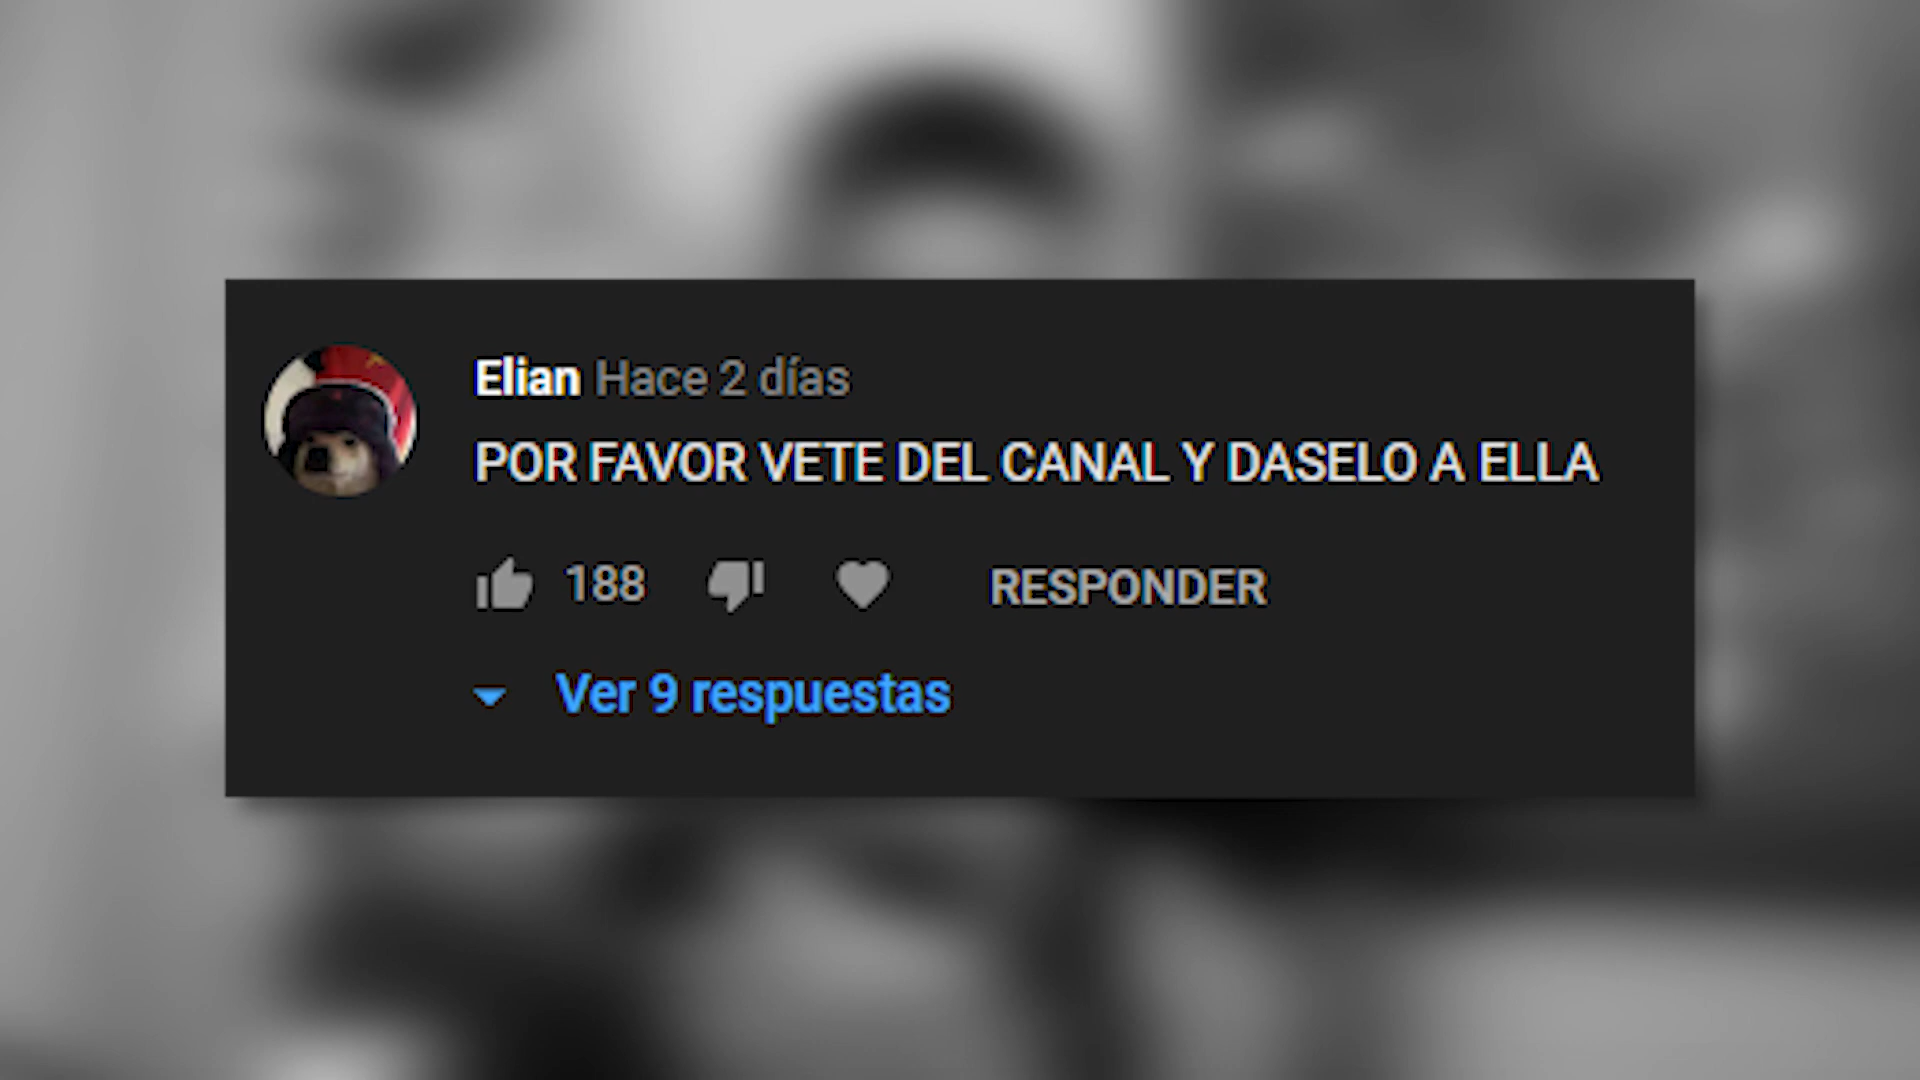 Elian Hace 2 días
POR FAVOR VETE DEL CANAL Y DASELO A ELLA
188 RESPONDER
Ver 9 respuestas